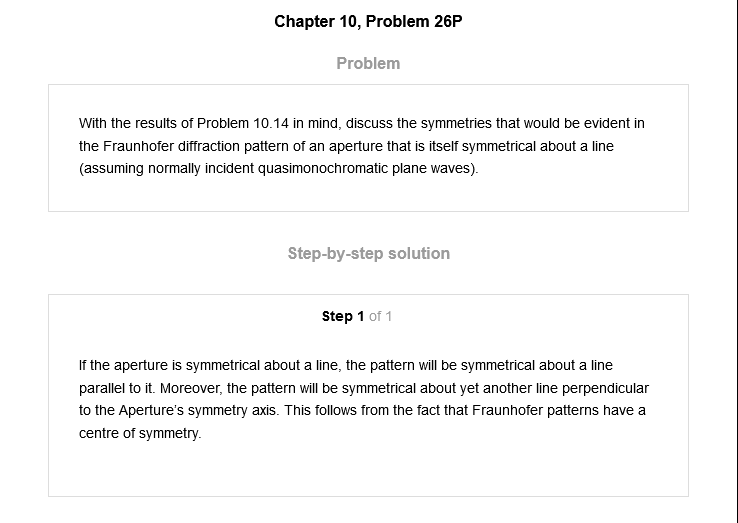 Chapter 10, Problem 26P
Problem
With the results of Problem 10.14 in mind, discuss the symmetries that would be evident in
the Fraunhofer diffraction pattern of an aperture that is itself symmetrical about a line
(assuming normally incident quasimonochromatic plane waves).
Step-by-step solution
Step 1 of 1
If the aperture is symmetrical about a line, the pattern will be symmetrical about a line
parallel to it. Moreover, the pattern will be symmetrical about yet another line perpendicular
to the Aperture's symmetry axis. This follows from the fact that Fraunhofer patterns have a
centre of symmetry.